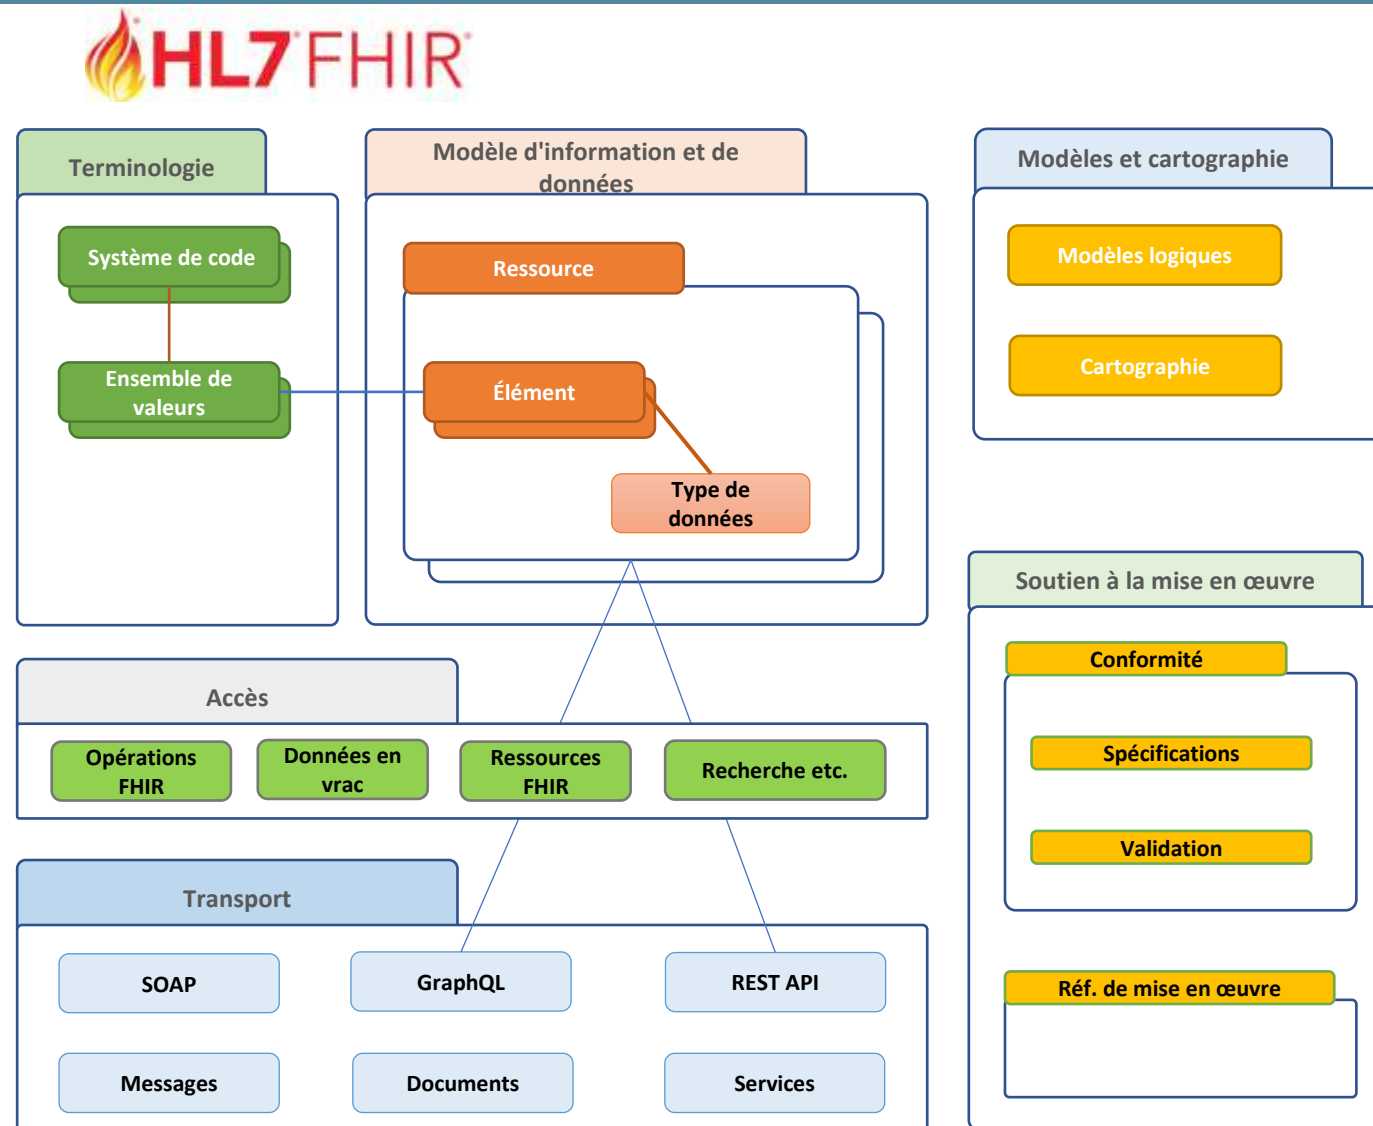 HL7 FHIR
Terminologie
Système de code
Ensemble de
valeurs
Modèle d'information et de
données
Ressource
Élément
Type de
données
Modèles et cartographie
Modèles logiques
Cartographie
Accès
Opérations
FHIR
Données en
vrac
Ressources
FHIR
Recherche etc.
Transport
SOAP
GraphQL
REST API
Messages
Documents
Services
Soutien à la mise en œuvre
Conformité
Spécifications
Validation
Réf. de mise en œuvre